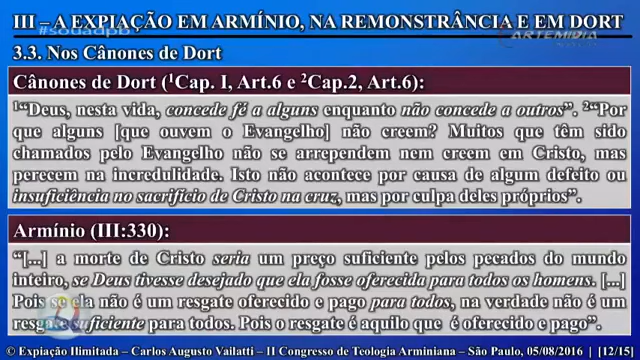 III – A EXPIAÇÃO EM ARMÍNIO, NA REMONSTRÂNCIA E EM DORT
#souadpb
ARTEMIDIA
3.3. Nos Cânones de Dort
Cânones de Dort (¹Cap. I, Art.6 e ²Cap.2, Art.6):
¹“Deus, nesta vida, concede fé a alguns enquanto não concede a outros”. ²“Por
que alguns [que ouvem o Evangelho] não creem? Muitos que têm sido
chamados pelo Evangelho não se arrependem nem creem em Cristo, mas
perecem na incredulidade. Isto não acontece por causa de algum defeito ou
insuficiência no sacrifício de Cristo na cruz, mas por culpa deles próprios”.
Armínio (III:330):
“[...] a morte de Cristo seria um preço suficiente pelos pecados do mundo
inteiro, se Deus tivesse desejado que ela fosse oferecida para todos os homens. [...]
Pois se ela não é um resgate oferecido e pago para todos, na verdade não é um
resgate suficiente para todos. Pois o resgate é aquilo que é oferecido e pago”.
© Expiação Ilimitada – Carlos Augusto Vailatti – II Congresso de Teologia Arminiana – São Paulo, 05/08/2016 | [12/15]